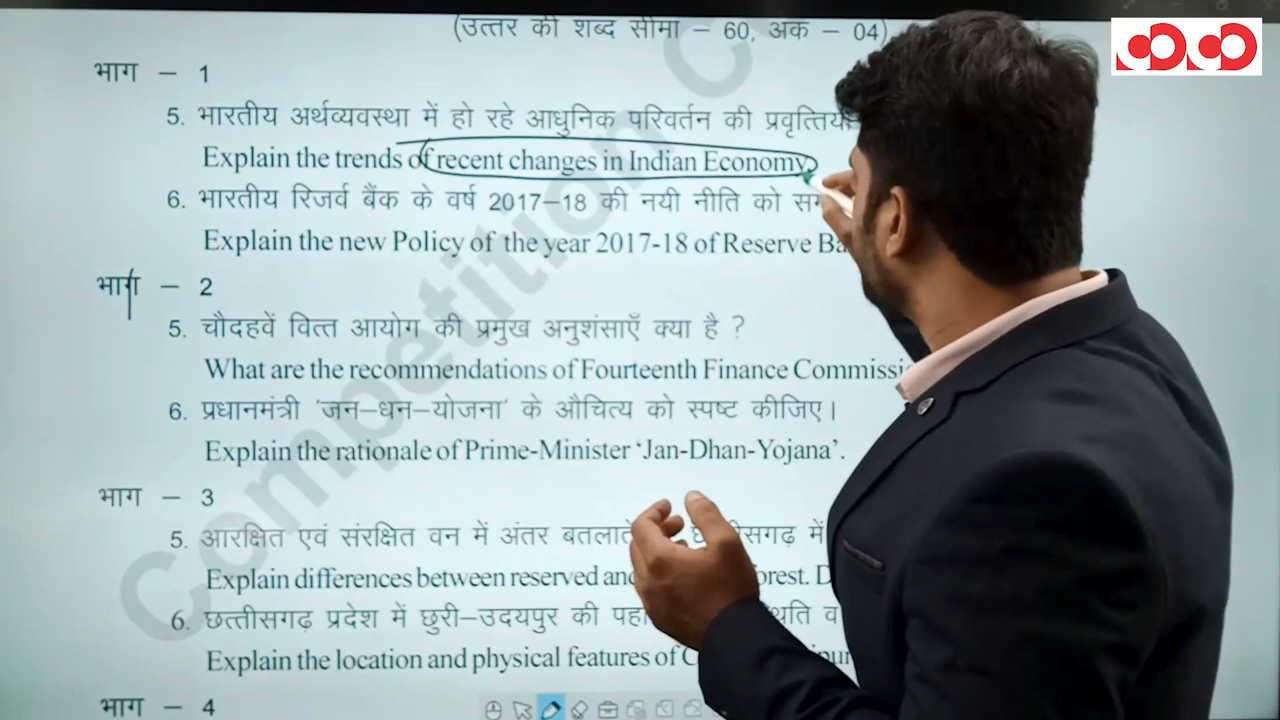 (उत्तर की शब्द सीमा – 60, अक – 04)
भाग – 1
5. भारतीय अर्थव्यवस्था में हो रहे आधुनिक परिवर्तन की
Explain the trends of recent changes in Indian Economy.
6. भारतीय रिजर्व बैंक के वर्ष 2017–18 की नयी नीति को
Explain the new Policy of the year 2017-18 of Reserve
भाग – 2
5. चौदहवें वित्त आयोग की प्रमुख अनुशंसाएँ क्या है ?
What are the recommendations of Fourteenth Finance
6. प्रधानमंत्री 'जन–धन–योजना' के औचित्य को स्पष्ट कीजिए।
Explain the rationale of Prime-Minister 'Jan-Dhan-Yojana'.
भाग – 3
5. आरक्षित एवं संरक्षित वन में अंतर में
Explain differences between reserved
6. छत्तीसगढ़ प्रदेश में छुरी–उदयपुर की व
Explain the location and physical features of
भाग – 4
Competition